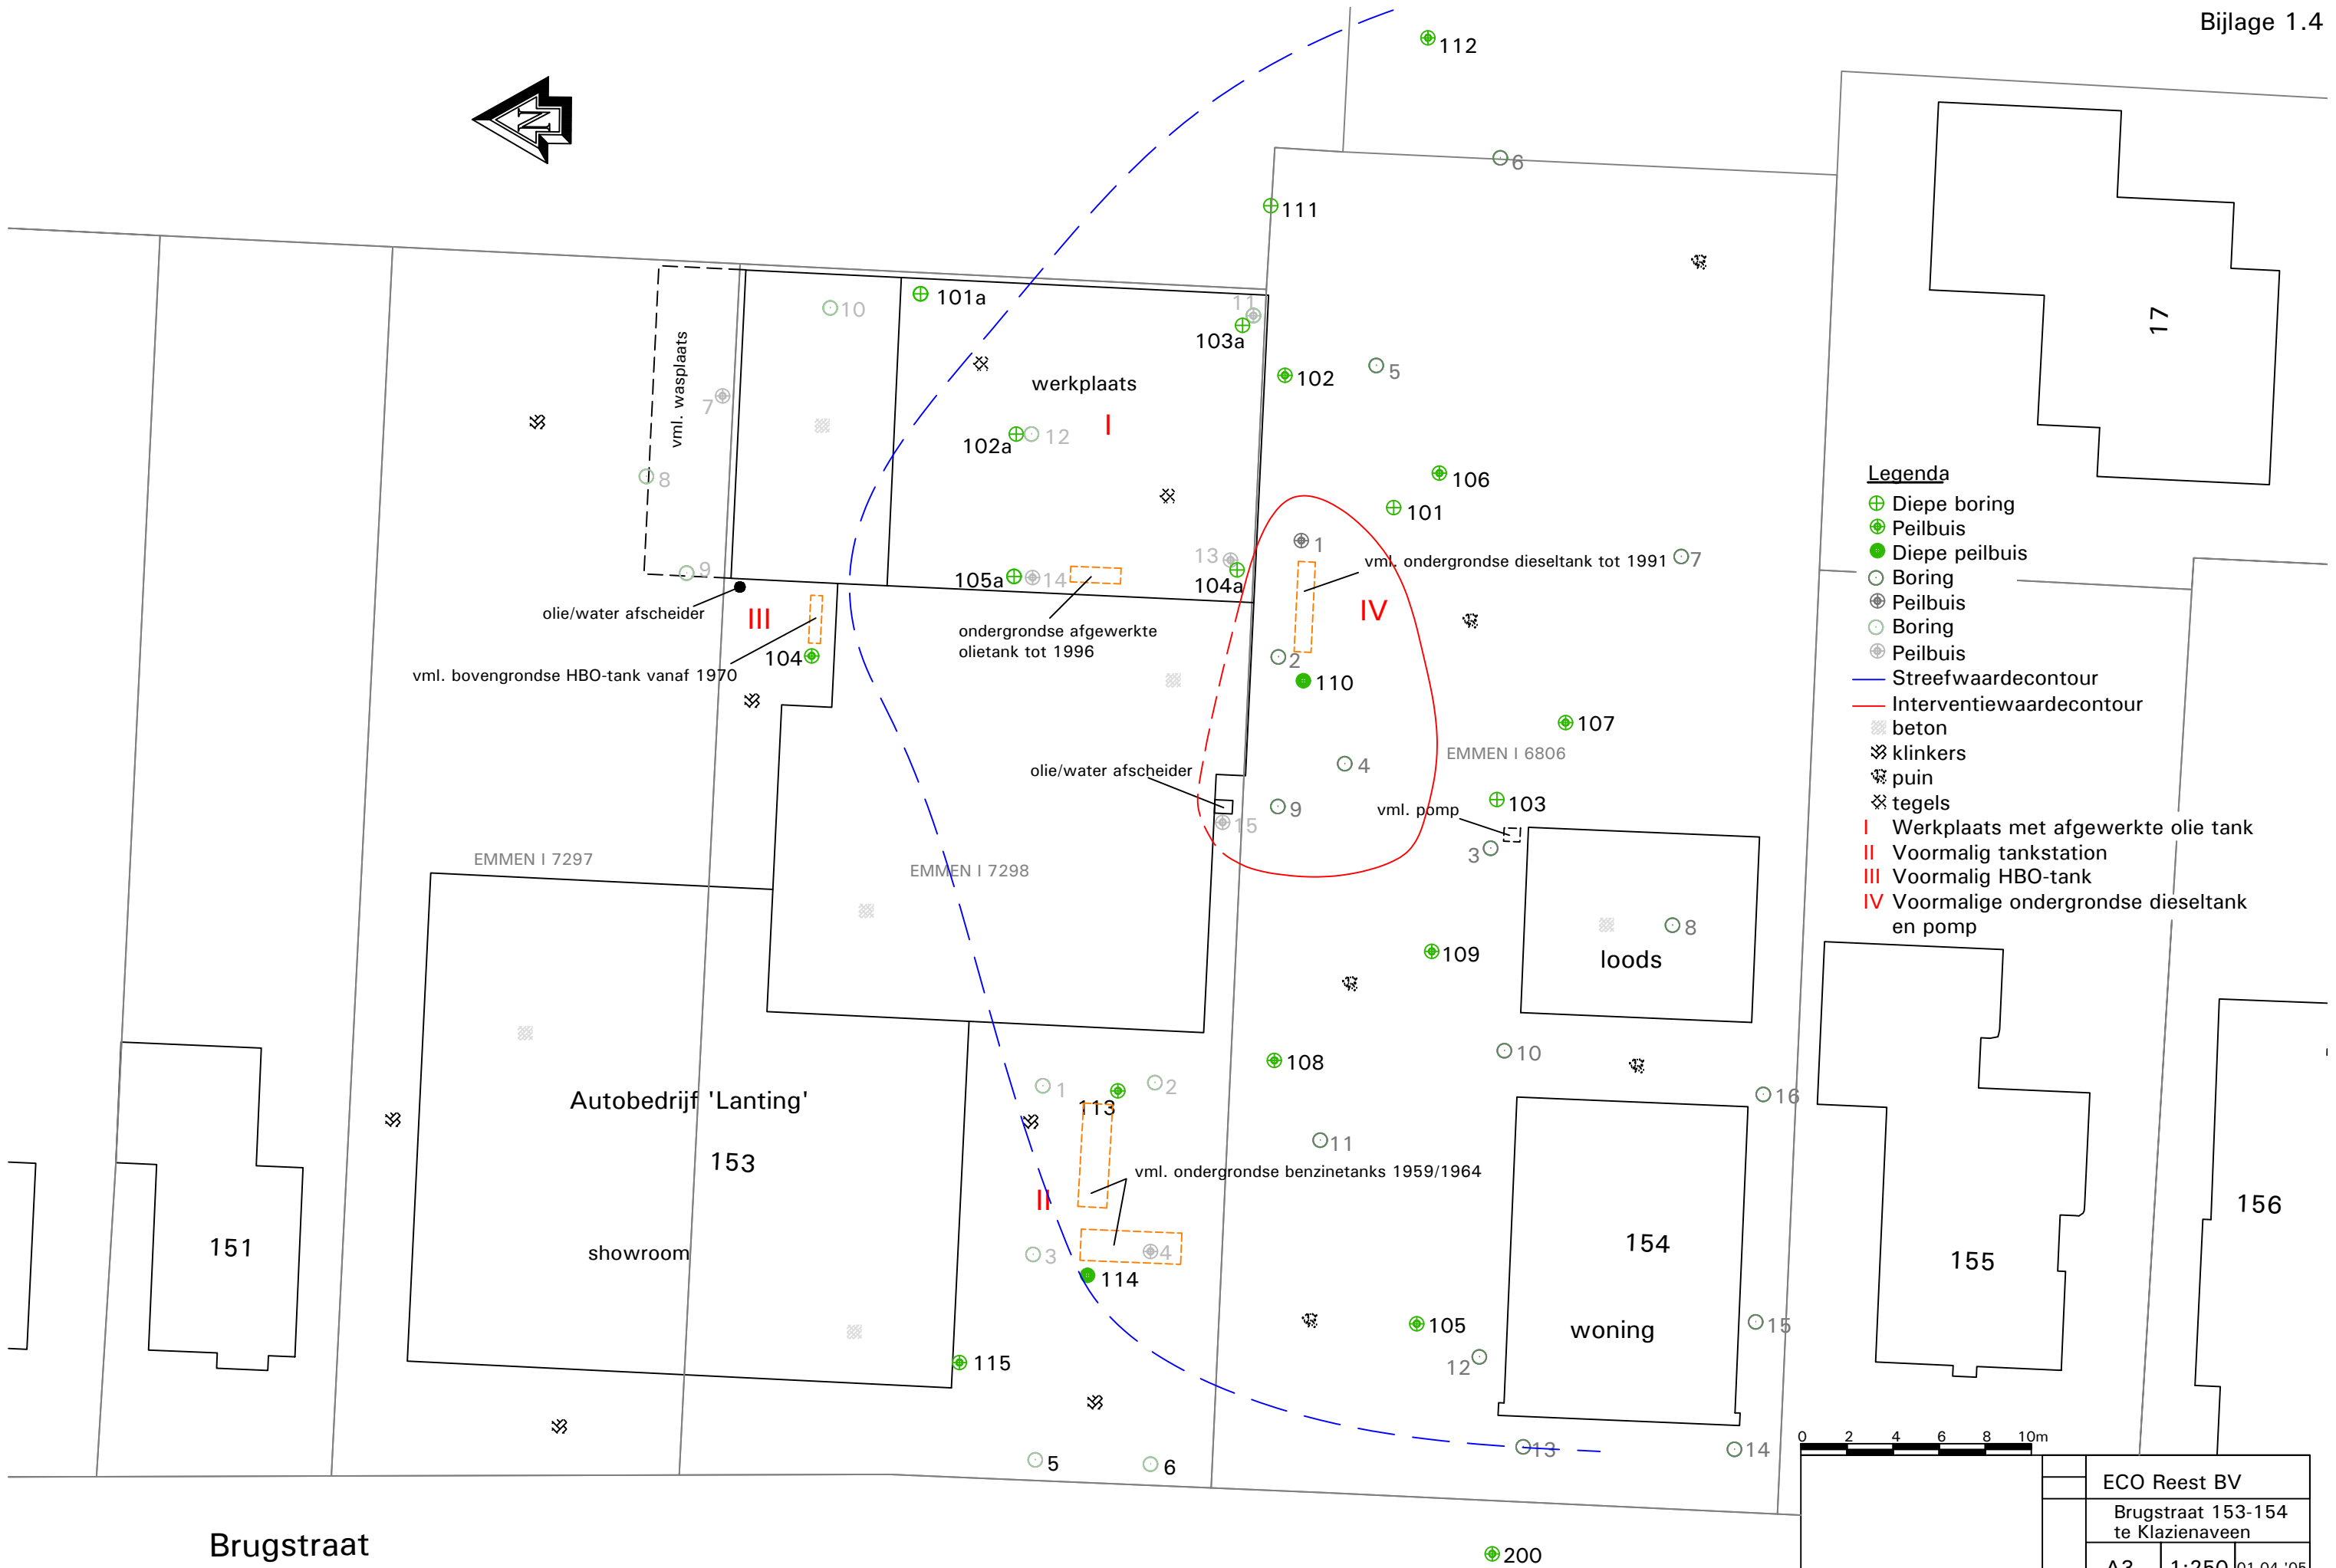 Bijlage 1.4
N
112
6
111
17
101a
10
11
103a
vml. wasplaats
werkplaats
102
5
7
I
102a
12
106
8
101
Legenda
Diepe boring
Peilbuis
Diepe peilbuis
Boring
Peilbuis
Boring
Peilbuis
Streefwaardecontour
Interventiewaardecontour
beton
klinkers
puin
tegels
I Werkplaats met afgewerkte olie tank
II Voormalig tankstation
III Voormalig HBO-tank
IV Voormalige ondergrondse dieseltank
en pomp
1
13
vml. ondergrondse dieseltank tot 1991
7
9
105a
14
104a
olie/water afscheider
III
IV
ondergrondse afgewerkte
olietank tot 1996
104
2
vml. bovengrondse HBO-tank vanaf 1970
110
107
EMMEN I 6806
olie/water afscheider
4
9
vml. pomp
103
15
3
EMMEN I 7297
EMMEN I 7298
8
109
loods
108
10
1
2
113
16
Autobedrijf 'Lanting'
11
153
vml. ondergrondse benzinetanks 1959/1964
II
151
showroom
3
4
154
156
155
114
105
woning
15
115
12
5
6
13
14
0 2 4 6 8 10m
ECO Reest BV
Brugstraat 153-154
te Klazienaveen
A3 1:250 01-04-'05
Brugstraat
200